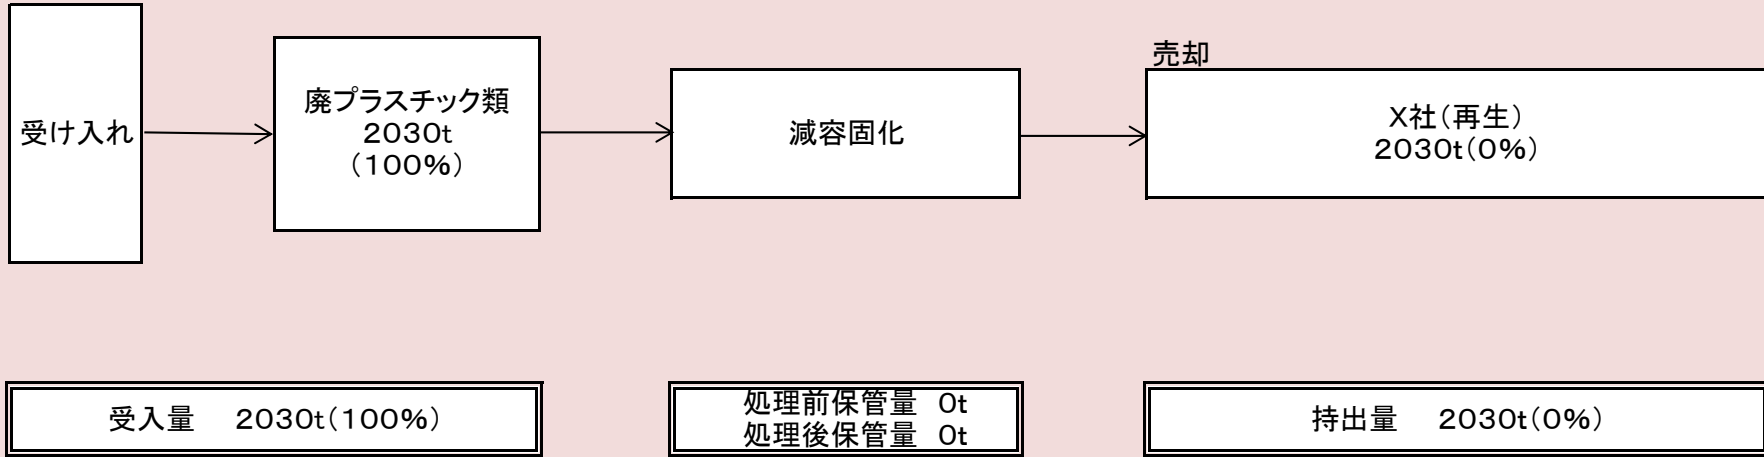 売却
受け入れ
廃プラスチック類
2030t
(100%)
減容固化
X社(再生)
2030t(0%)
受入量　2030t(100%)
処理前保管量　0t
処理後保管量　0t
持出量　2030t(0%)